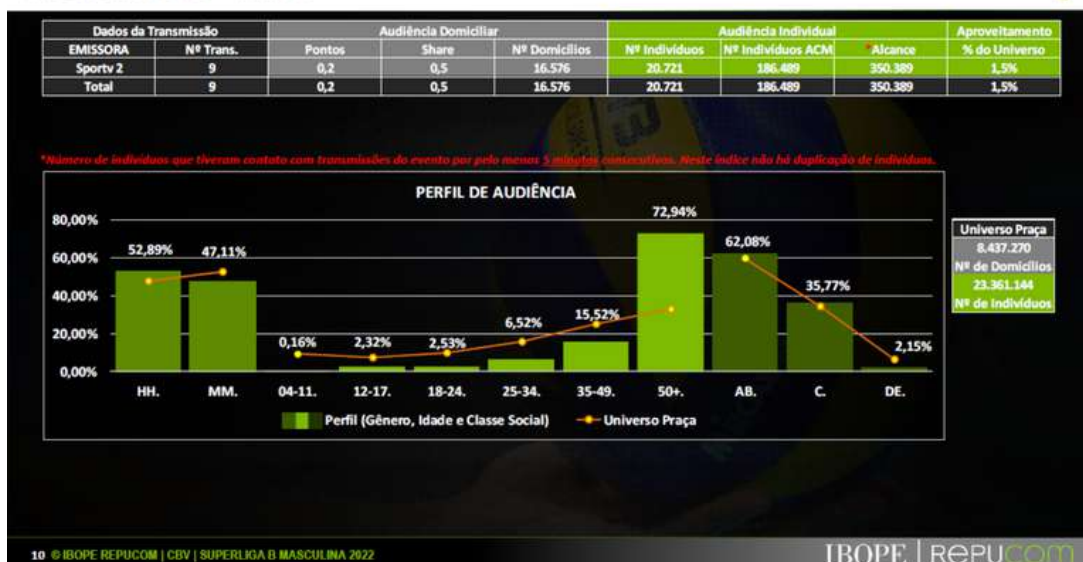 Dados da Transmissão Audiência Domiciliar Audiência Individual Aproveitamento
EMISSORA Nº Trans. Pontos Share Nº Domicílios Nº Indivíduos Nº Indivíduos ACM *Alcance % do Universo
Sportv 2 9 0,2 0,5 16.576 20.721 186.489 350.389 1,5%
Total 9 0,2 0,5 16.576 20.721 186.489 350.389 1,5%
*Número de indivíduos que tiveram contato com transmissões do evento por pelo menos 5 minutos consecutivos. Neste índice não há duplicação de indivíduos.
PERFIL DE AUDIÊNCIA
80,00%
60,00%
40,00%
20,00%
0,00%
52,89% 47,11% 0,16% 2,32% 2,53% 6,52% 15,52% 72,94% 62,08% 35,77% 2,15%
HH. MM. 04-11. 12-17. 18-24. 25-34. 35-49. 50+. AB. C. DE.
Perfil (Gênero, Idade e Classe Social) Universo Praça
Universo Praça
8.437.270
Nº de Domicílios
23.361.144
Nº de Indivíduos
10 © IBOPE REPUCOM | CBV | SUPERLIGA B MASCULINA 2022
IBOPE | Repucom